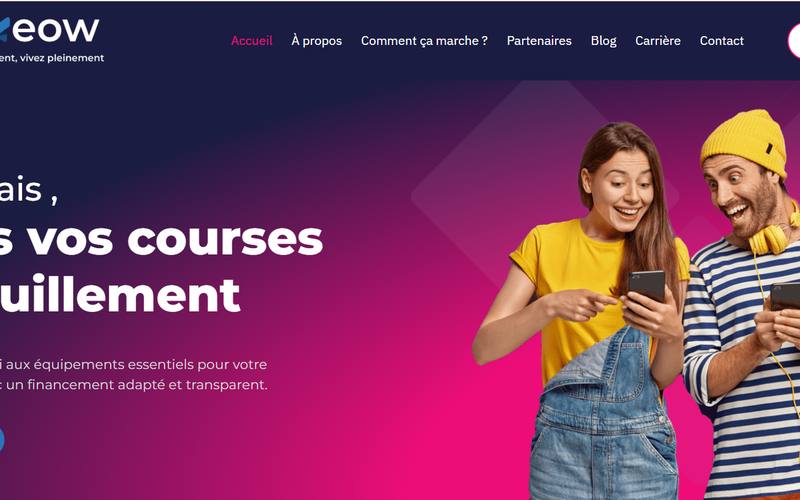 eow
ent, vivez pleinement
Accueil À propos Comment ça marche ? Partenaires Blog Carrière Contact
ais ,
s vos courses
uillement
i aux équipements essentiels pour votre
c un financement adapté et transparent.